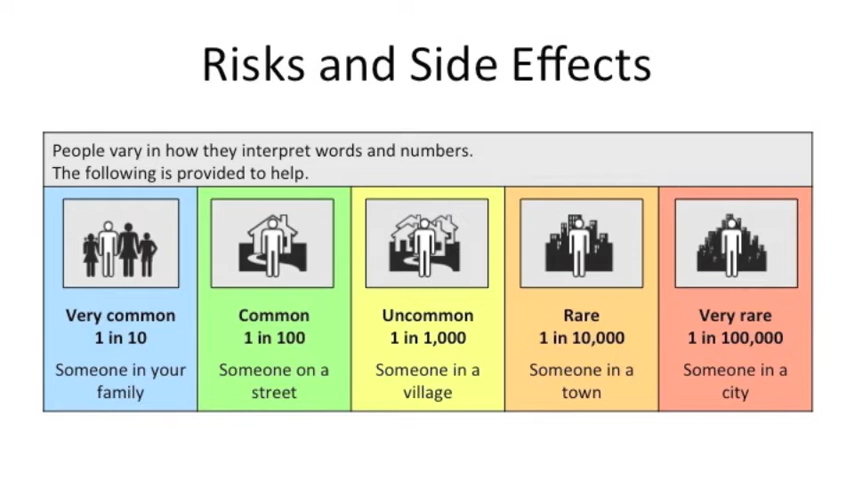 Risks and Side Effects
People vary in how they interpret words and numbers.
The following is provided to help.
Very common
1 in 10
Someone in your
family
Common
1 in 100
Someone on a
street
Uncommon
1 in 1,000
Someone in a
village
Rare
1 in 10,000
Someone in a
town
Very rare
1 in 100,000
Someone in a
city